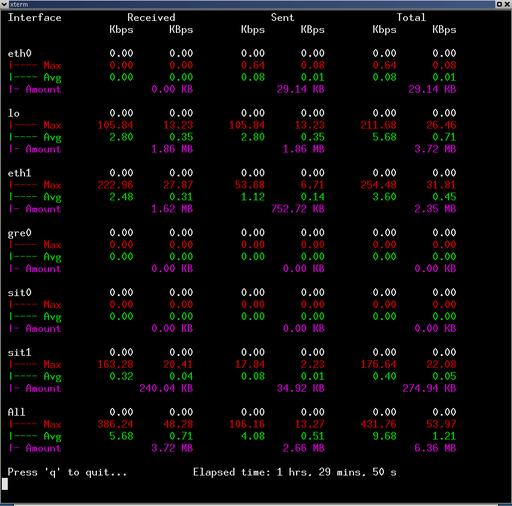 xterm
Interface Received Sent Total
Kbps KBps Kbps KBps Kbps KBps
eth0 0.00 0.00 0.00 0.00 0.00 0.00
|---- Max 0.00 0.00 0.64 0.08 0.64 0.08
|---- Avg 0.00 0.00 0.08 0.01 0.08 0.01
|- Amount 0.00 KB 29.14 KB 29.14 KB
lo 0.00 0.00 0.00 0.00 0.00 0.00
|---- Max 105.84 13.23 105.84 13.23 211.68 26.46
|---- Avg 2.80 0.35 2.80 0.35 5.68 0.71
|- Amount 1.86 MB 1.86 MB 3.72 MB
eth1 0.00 0.00 0.00 0.00 0.00 0.00
|---- Max 222.96 27.87 53.68 6.71 254.48 31.81
|---- Avg 2.48 0.31 1.12 0.14 3.60 0.45
|- Amount 1.62 MB 752.72 KB 2.35 MB
gre0 0.00 0.00 0.00 0.00 0.00 0.00
|---- Max 0.00 0.00 0.00 0.00 0.00 0.00
|---- Avg 0.00 0.00 0.00 0.00 0.00 0.00
|- Amount 0.00 KB 0.00 KB 0.00 KB
sit0 0.00 0.00 0.00 0.00 0.00 0.00
|---- Max 0.00 0.00 0.00 0.00 0.00 0.00
|---- Avg 0.00 0.00 0.00 0.00 0.00 0.00
|- Amount 0.00 KB 0.00 KB 0.00 KB
sit1 0.00 0.00 0.00 0.00 0.00 0.00
|---- Max 163.28 20.41 17.84 2.23 176.64 22.08
|---- Avg 0.32 0.04 0.08 0.01 0.40 0.05
|- Amount 240.04 KB 34.92 KB 274.94 KB
All 0.00 0.00 0.00 0.00 0.00 0.00
|---- Max 386.24 48.28 106.16 13.27 431.76 53.97
|---- Avg 5.68 0.71 4.08 0.51 9.68 1.21
|- Amount 3.72 MB 2.66 MB 6.36 MB
Press 'q' to quit... Elapsed time: 1 hrs, 29 mins, 50 s